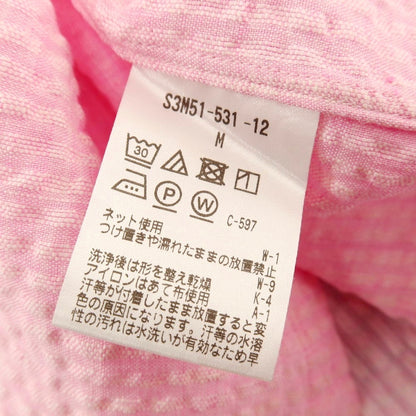 S3M51-531 -12
M
30
P W C-597
ネット使用
つけ置きや濡れたままの放置禁止 W-1
洗浄後は形を整え乾燥 W-9
アイロンはあて布使用 K-4
汗等が付着したまま放置すると変 A-1
色の原因になります。汗等の水溶
性の汚れは水洗いが有効なため早